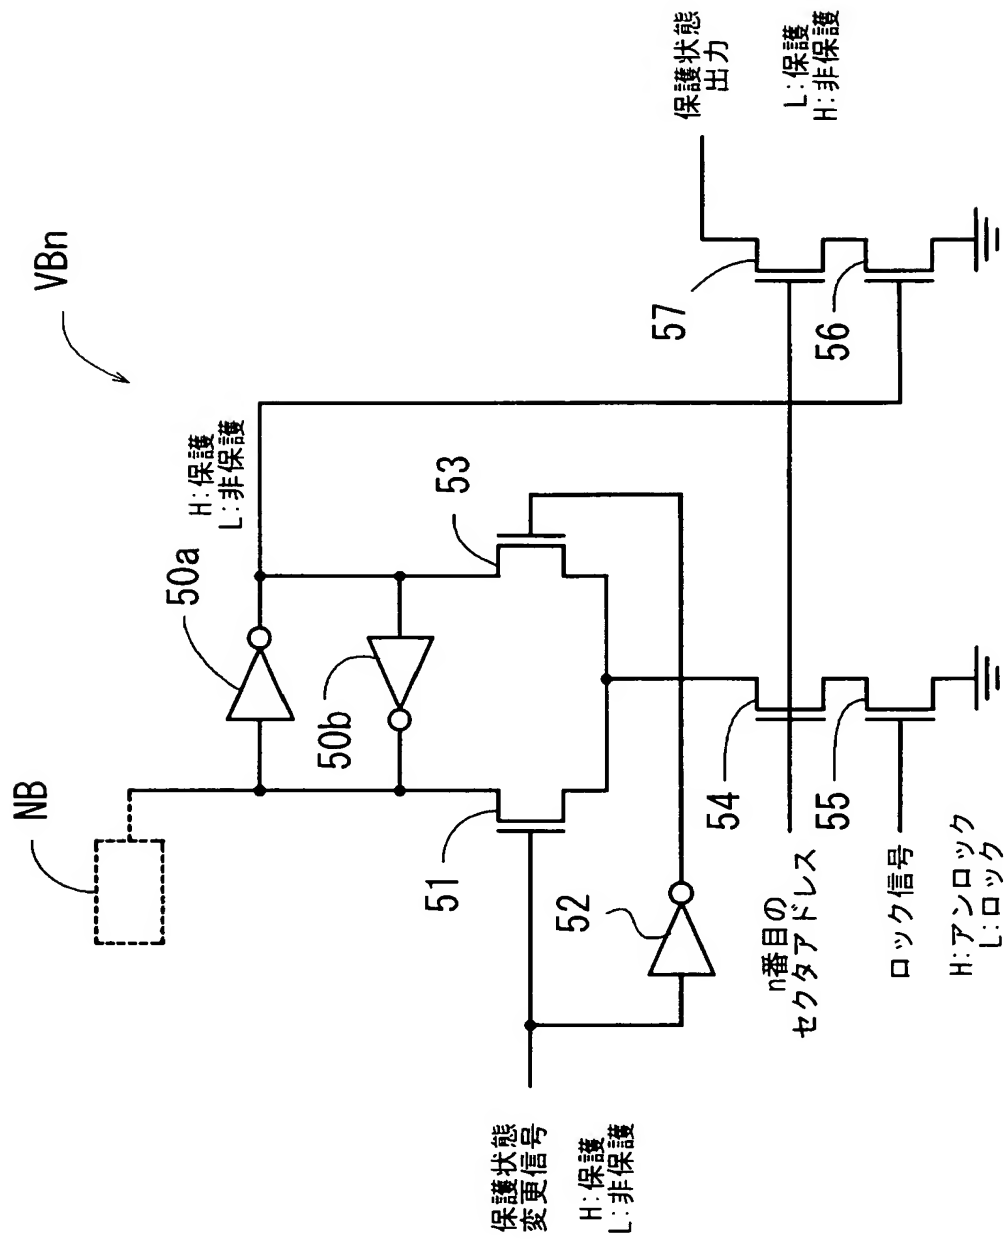 VBn
NB
50a
H:保護
L:非保護
50b
51
53
52
54
55
57
56
保護状態
変更信号
H:保護
L:非保護
n番目の
セクタアドレス
ロック信号
H:アンロック
L:ロック
保護状態
出力
L:保護
H:非保護